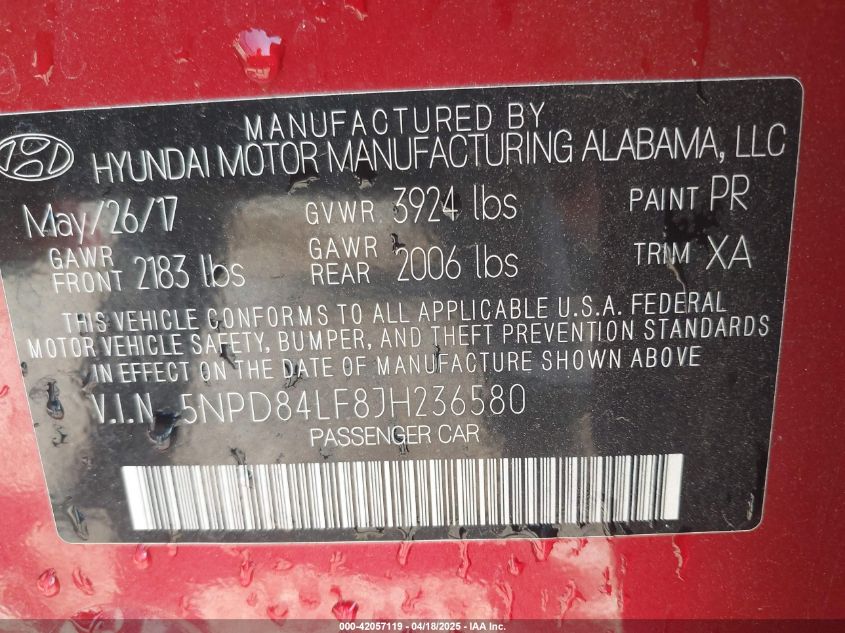 MANUFACTURED BY
HYUNDAI MOTOR MANUFACTURING ALABAMA, LLC
May/26/17 GVWR 3924 lbs PAINT PR
GAWR FRONT 2183 lbs GAWR REAR 2006 lbs TRIM XA
THIS VEHICLE CONFORMS TO ALL APPLICABLE U.S.A. FEDERAL
MOTOR VEHICLE SAFETY, BUMPER, AND THEFT PREVENTION STANDARDS
IN EFFECT ON THE DATE OF MANUFACTURE SHOWN ABOVE
V.I.N. 5NPD84LF8JH236580
PASSENGER CAR
000-42057119 - 04/18/2025 - IAA Inc.